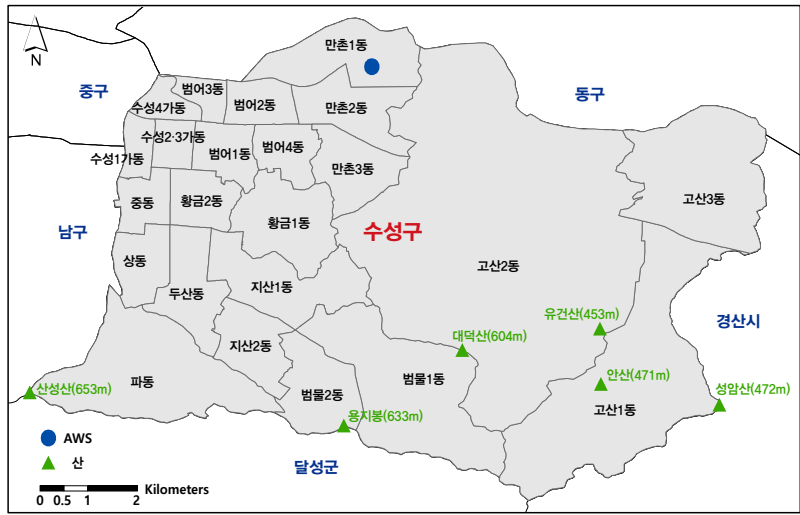 N
만촌1동
중구
범어3동
동구
수성4가동
범어2동
만촌2동
수성2·3가동
범어1동
범어4동
수성1가동
만촌3동
중동
황금2동
고산3동
황금1동
남구
수성구
상동
고산2동
두산동
지산1동
유건산(453m)
경산시
대덕산(604m)
지산2동
파동
범물1동
안산(471m)
산성산(653m)
범물2동
성암산(472m)
고산1동
용지봉(633m)
AWS
산
달성군
Kilometers
0 0.5 1 2